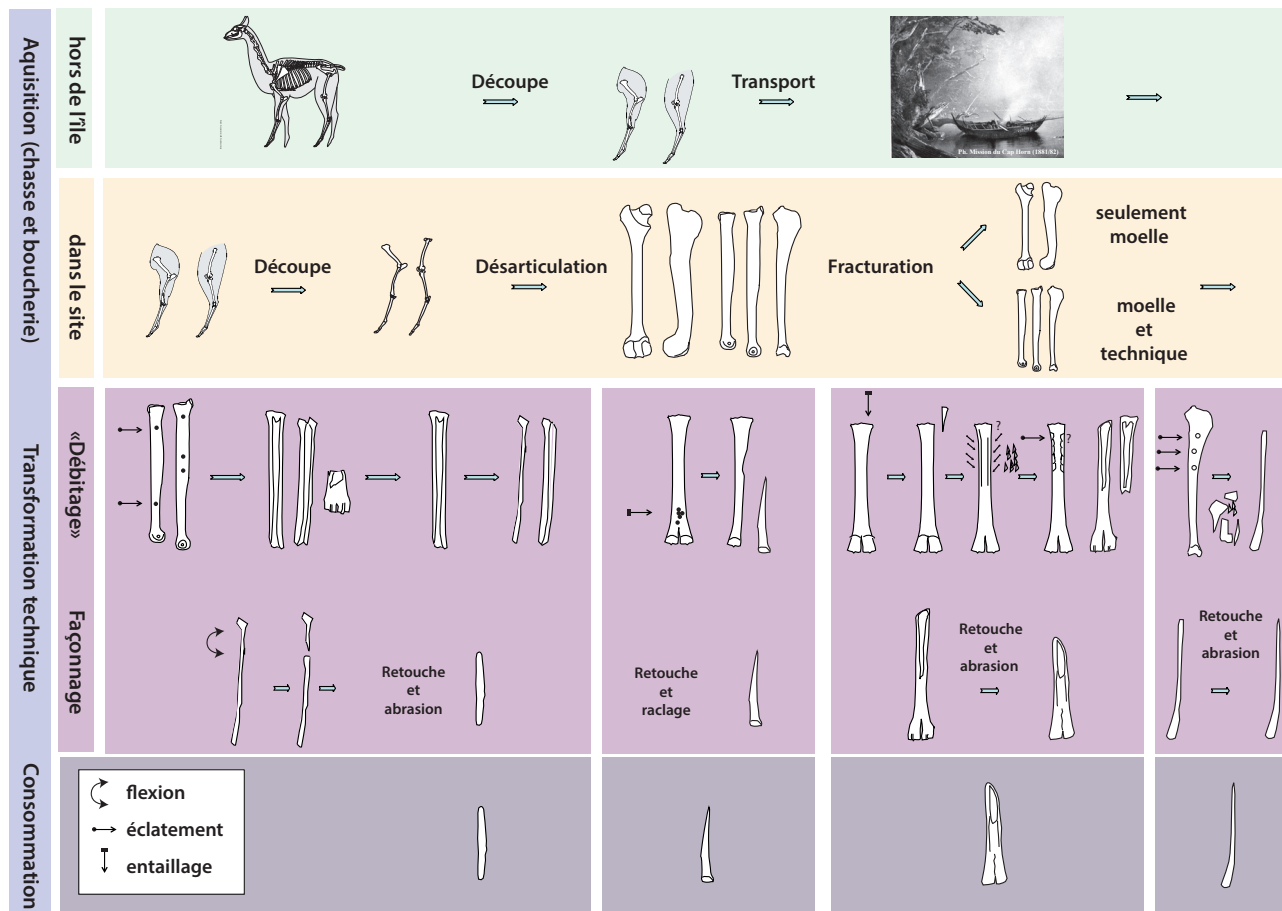 Aquisition (chasse et boucherie)
hors de l'île
Découpe
Transport
Ph. Mission du Cap Horn (1881/82)
dans le site
Découpe
Désarticulation
Fracturation
seulement
moelle
moelle
et
technique
Transformation technique
«Débitage»
?
?
Façonnage
Retouche
et
abrasion
Retouche
et
raclage
Retouche
et
abrasion
Retouche
et
abrasion
Consommation
flexion
éclatement
entaillage